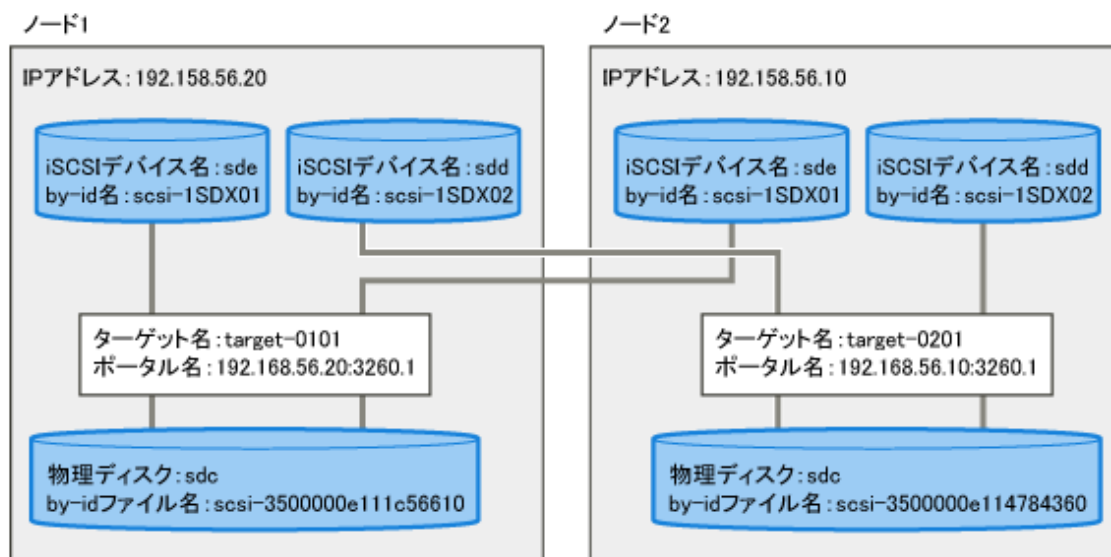 ノード1
IPアドレス:192.158.56.20
iSCSIデバイス名:sde
by-id名:scsi-1SDX01
iSCSIデバイス名:sdd
by-id名:scsi-1SDX02
ターゲット名:target-0101
ポータル名:192.168.56.20:3260.1
物理ディスク:sdc
by-idファイル名:scsi-3500000e111c56610
ノード2
IPアドレス:192.158.56.10
iSCSIデバイス名:sde
by-id名:scsi-1SDX01
iSCSIデバイス名:sdd
by-id名:scsi-1SDX02
ターゲット名:target-0201
ポータル名:192.168.56.10:3260.1
物理ディスク:sdc
by-idファイル名:scsi-3500000e114784360